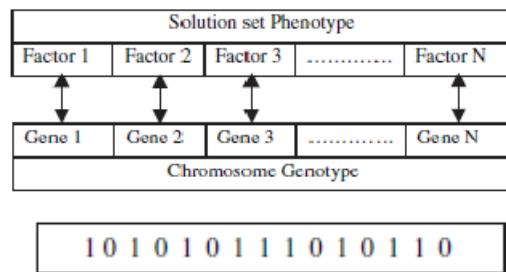 Solution set Phenotype
Factor 1 Factor 2 Factor 3 ............. Factor N
Gene 1 Gene 2 Gene 3 ............. Gene N
Chromosome Genotype
1 0 1 0 1 0 1 1 1 0 1 0 1 1 0